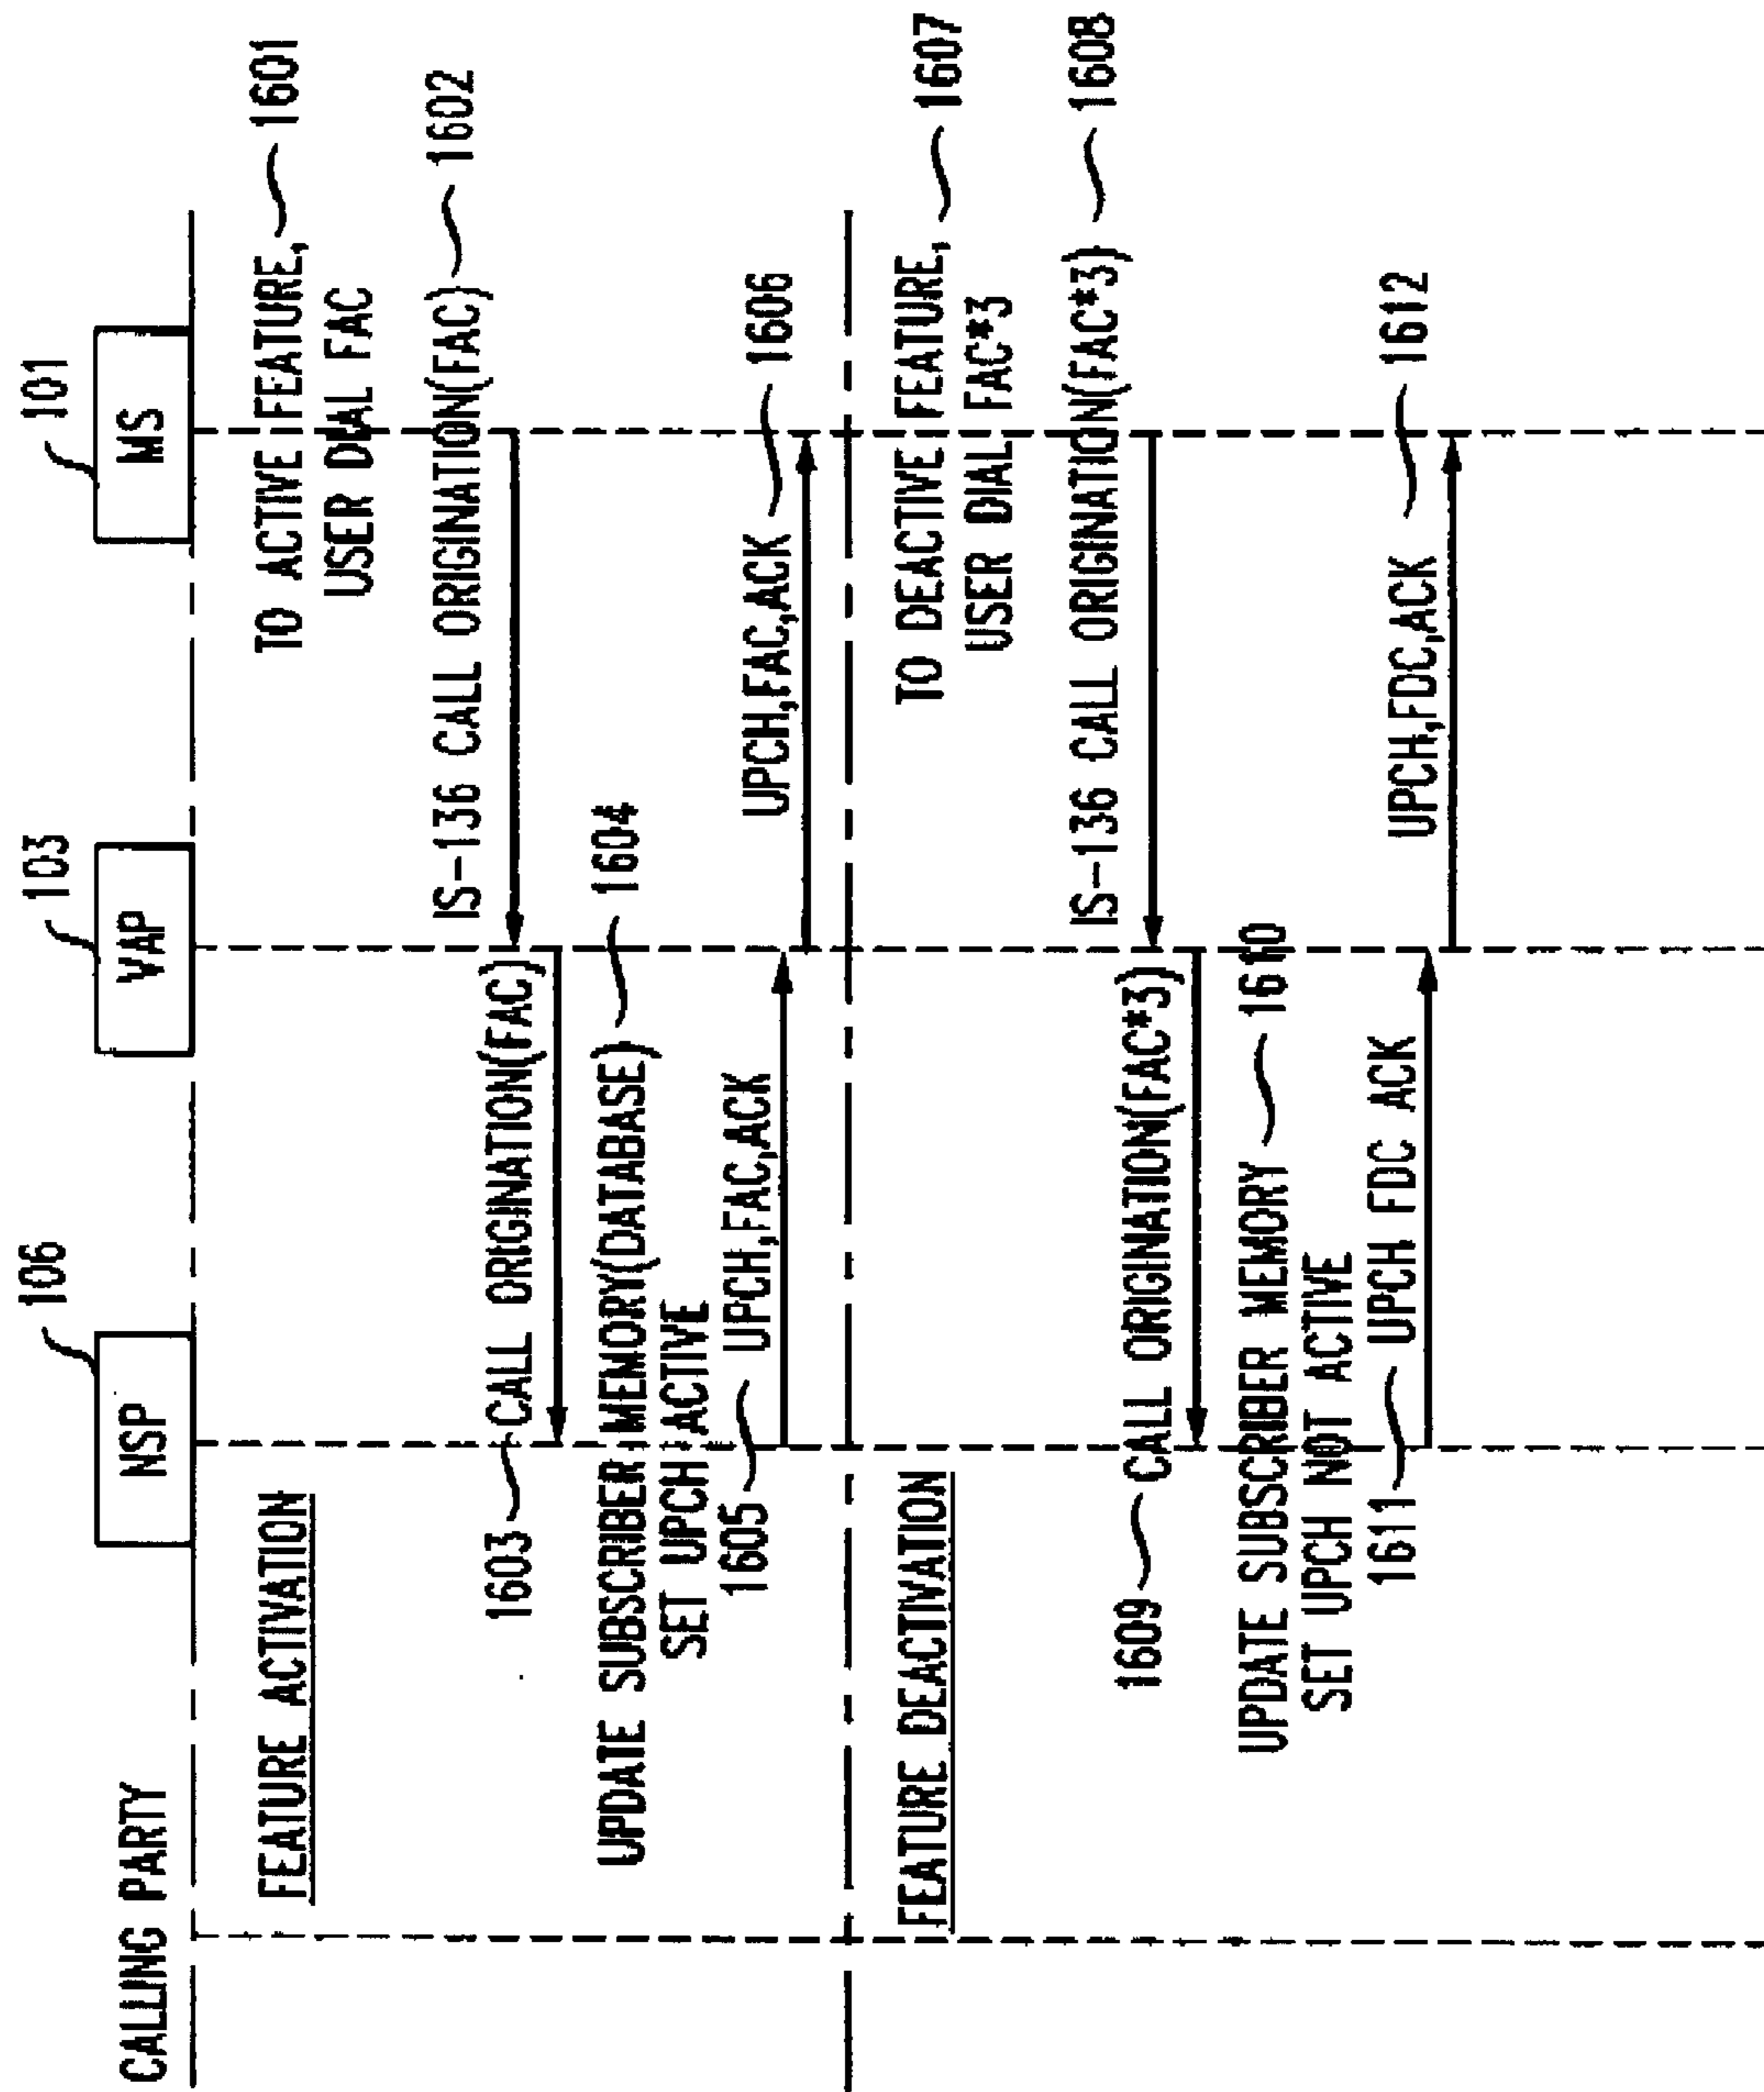 106
103
101
CALLING PARTY
NSP
VAP
MS
FEATURE ACTIVATION
TO ACTIVE FEATURE, 1601
USER DIAL FAC
IS-136 CALL ORIGINATION(FAC) 1602
1603 CALL ORIGINATION(FAC)
UPDATE SUBSCRIBER MEMORY(DATABASE) 1604
SET UPCH ACTIVE
1605 UPCH,FAC,ACK
UPCH,FAC,ACK 1606
FEATURE DEACTIVATION
TO DEACTIVE FEATURE, 1607
USER DIAL FAC*3
IS-136 CALL ORIGINATION(FAC*3) 1608
1609 CALL ORIGINATION(FAC*3)
UPDATE SUBSCRIBER MEMORY 1610
SET UPCH NOT ACTIVE
1611 UPCH FDC ACK
UPCH,FDC,ACK 1612